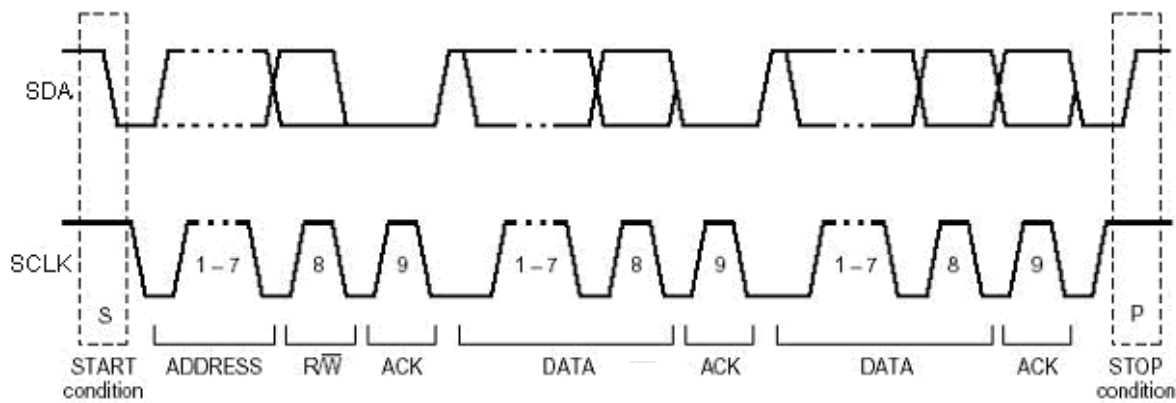 SDA
SCLK
1 – 7
8
9
1 – 7
8
9
1 – 7
8
9
S
P
START
condition
ADDRESS
R/W̅
ACK
DATA
ACK
DATA
ACK
STOP
condition